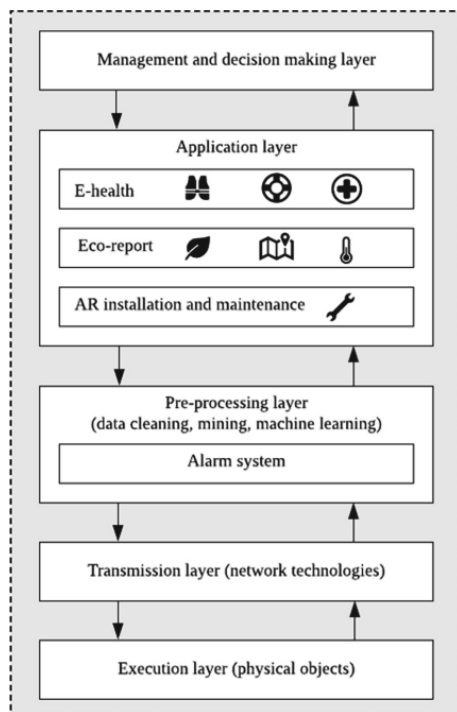 Management and decision making layer
Application layer
E-health
Eco-report
AR installation and maintenance
Pre-processing layer
(data cleaning, mining, machine learning)
Alarm system
Transmission layer (network technologies)
Execution layer (physical objects)